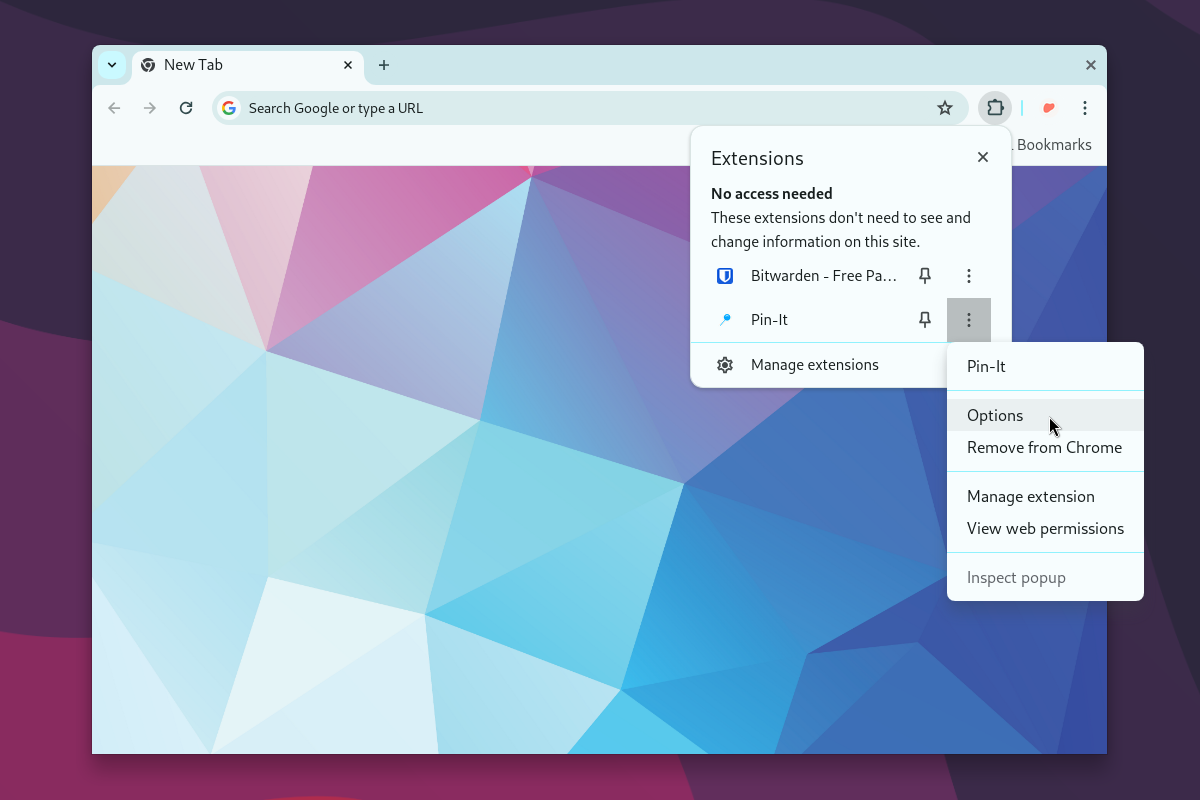 New Tab
Search Google or type a URL
Bookmarks
Extensions
No access needed
These extensions don't need to see and
change information on this site.
Bitwarden - Free Pa...
Pin-It
Manage extensions
Pin-It
Options
Remove from Chrome
Manage extension
View web permissions
Inspect popup